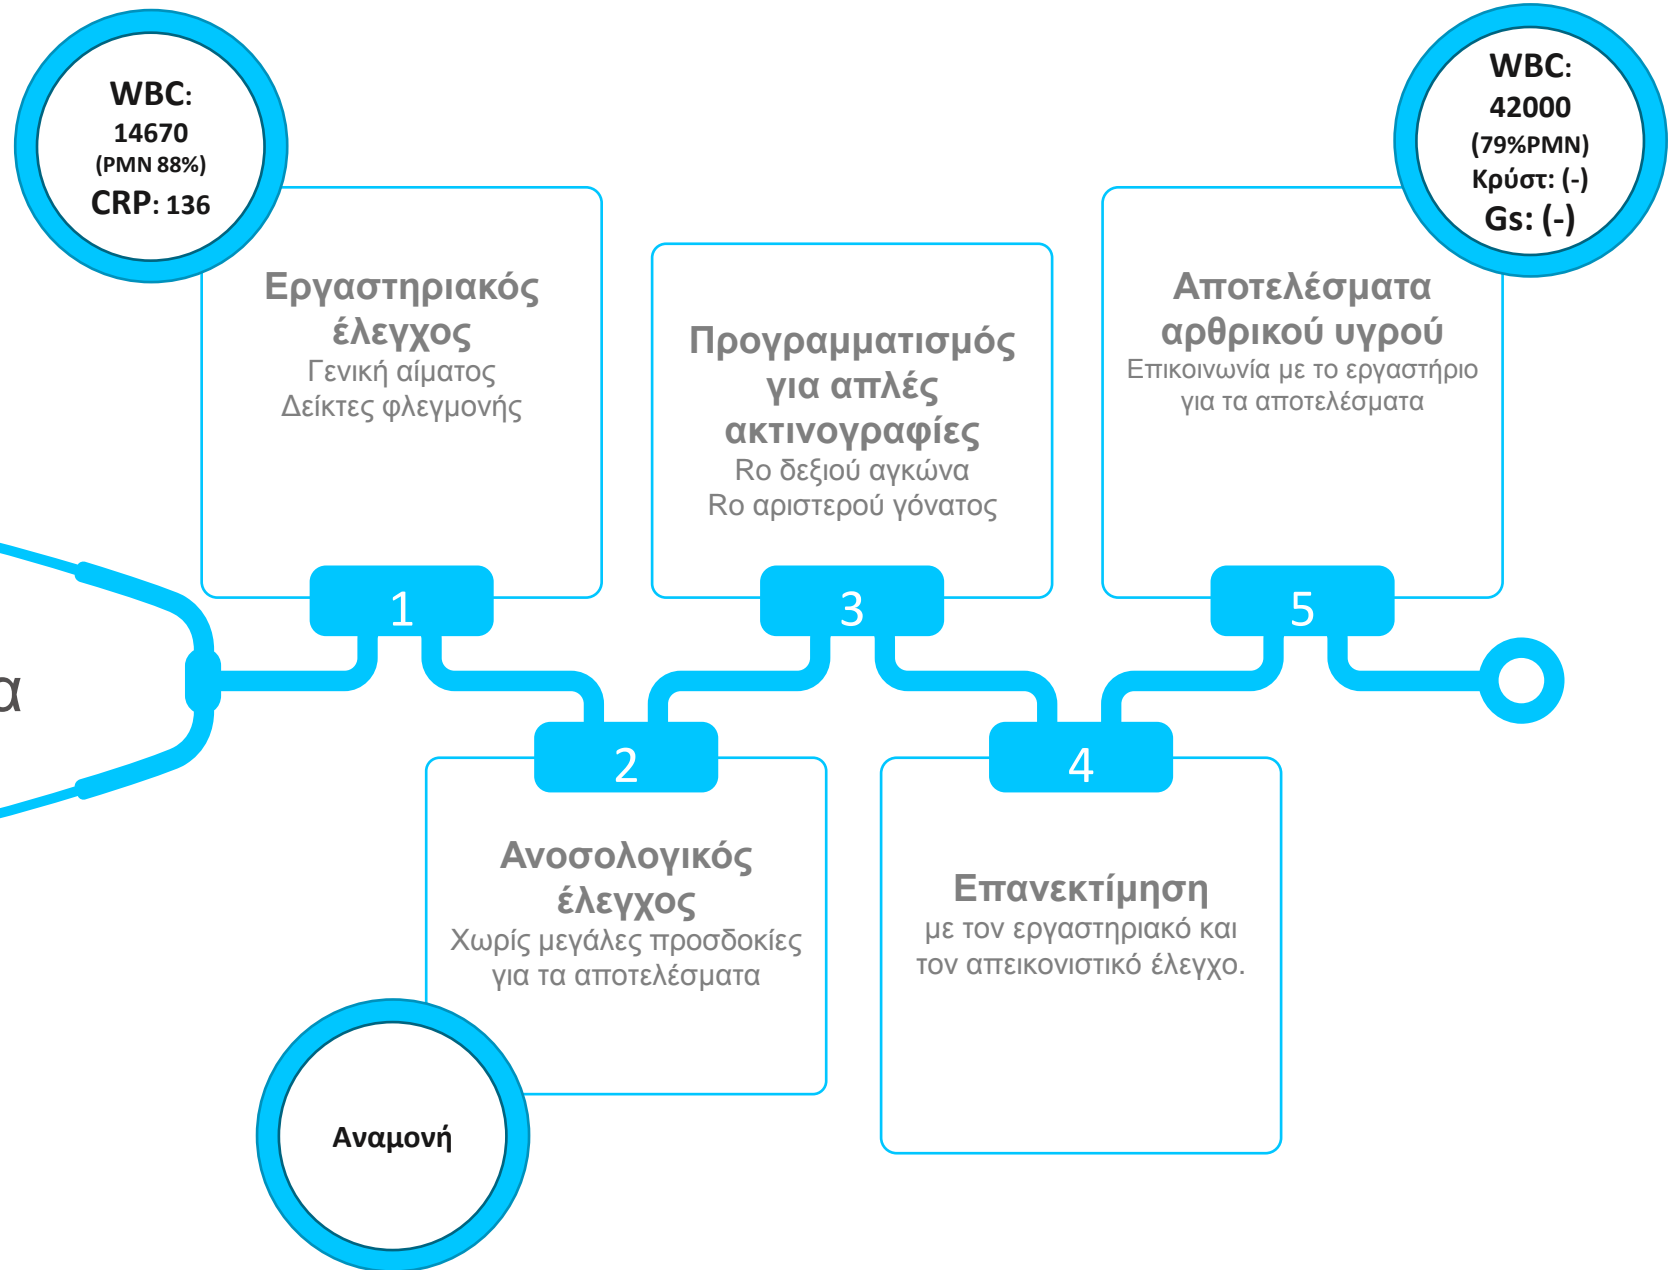 WBC:
14670
(PMN 88%)
CRP: 136
Εργαστηριακός
έλεγχος
Γενική αίματος
Δείκτες φλεγμονής
1
Ανοσολογικός
έλεγχος
Χωρίς μεγάλες προσδοκίες
για τα αποτελέσματα
2
Αναμονή
Προγραμματισμός
για απλές
ακτινογραφίες
Ro δεξιού αγκώνα
Ro αριστερού γόνατος
3
4
Επανεκτίμηση
με τον εργαστηριακό και
τον απεικονιστικό έλεγχο.
WBC:
42000
(79%PMN)
Κρύστ: (-)
Gs: (-)
Αποτελέσματα
αρθρικού υγρού
Επικοινωνία με το εργαστήριο
για τα αποτελέσματα
5